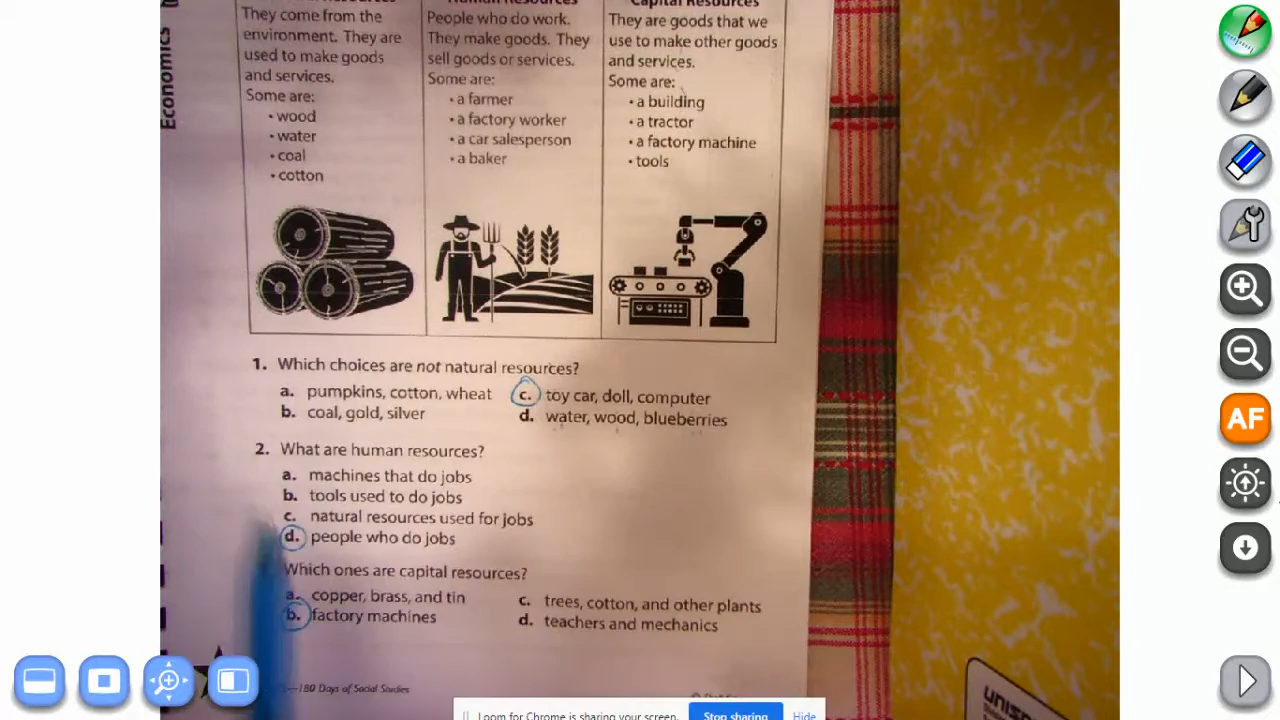 Economics
Human Resources
Capital Resources
They come from the
environment. They are
used to make goods
and services.
Some are:
• wood
• water
• coal
• cotton
People who do work.
They make goods. They
sell goods or services.
Some are:
• a farmer
• a factory worker
• a car salesperson
• a baker
They are goods that we
use to make other goods
and services.
Some are:
• a building
• a tractor
• a factory machine
• tools
1. Which choices are not natural resources?
a. pumpkins, cotton, wheat
b. coal, gold, silver
c. toy car, doll, computer
d. water, wood, blueberries
2. What are human resources?
a. machines that do jobs
b. tools used to do jobs
c. natural resources used for jobs
d. people who do jobs
Which ones are capital resources?
a. copper, brass, and tin
b. factory machines
c. trees, cotton, and other plants
d. teachers and mechanics
—180 Days of Social Studies
AF
Loom for Chrome is sharing your screen.
Stop sharing
Hide